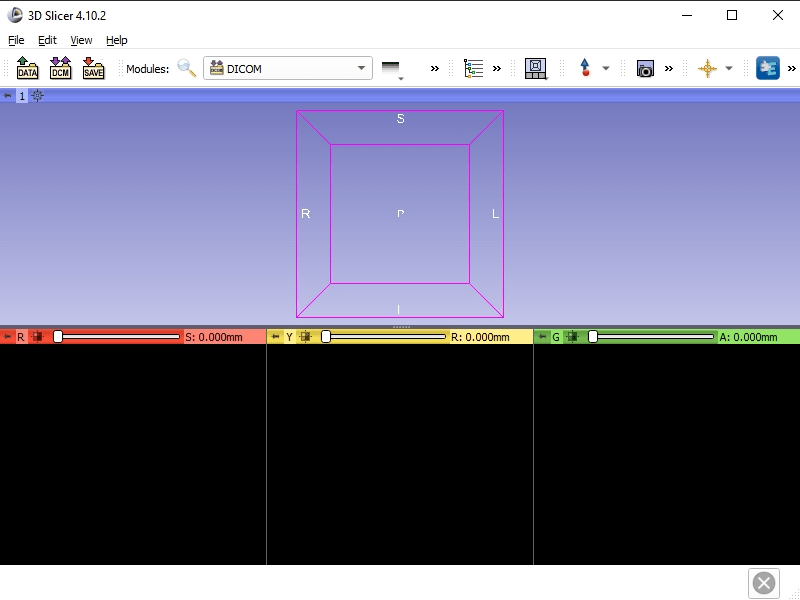 3D Slicer 4.10.2
File Edit View Help
DATA DCM SAVE Modules: DCM DICOM
1
S
R L
I
R S: 0.000mm Y R: 0.000mm G A: 0.000mm